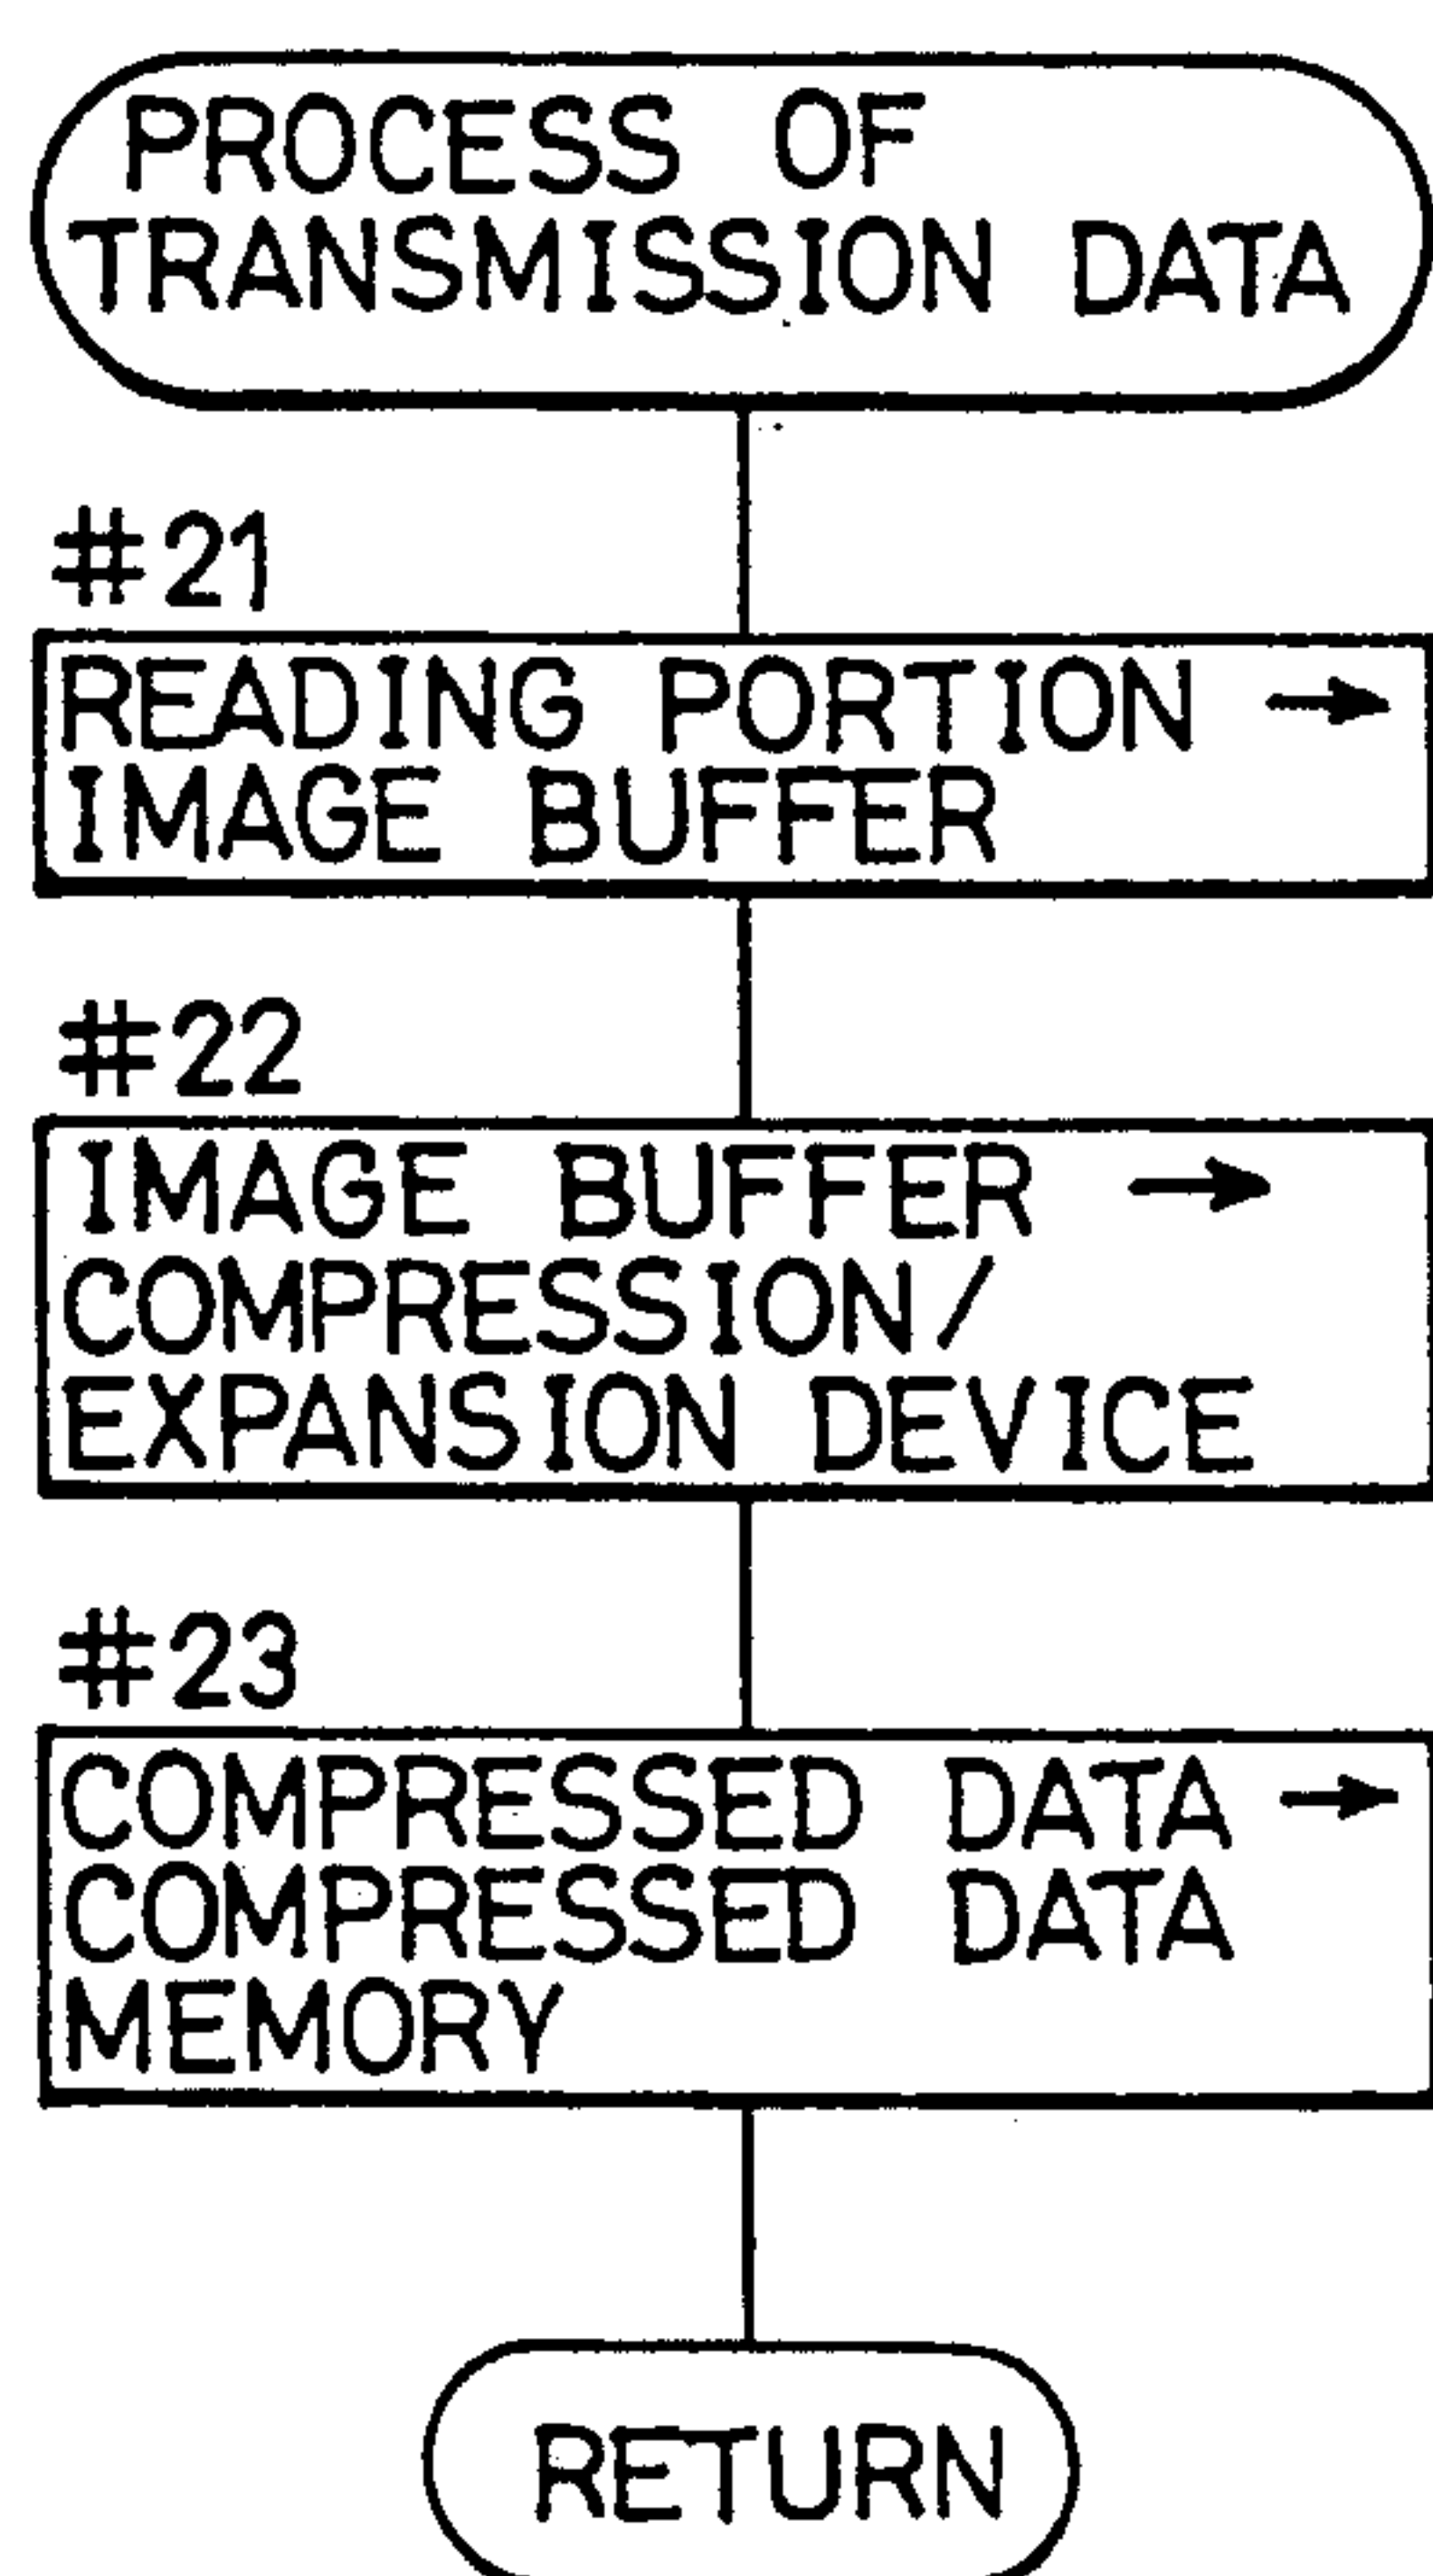 PROCESS OF
TRANSMISSION DATA
#21
READING PORTION →
IMAGE BUFFER
#22
IMAGE BUFFER →
COMPRESSION/
EXPANSION DEVICE
#23
COMPRESSED DATA →
COMPRESSED DATA
MEMORY
RETURN